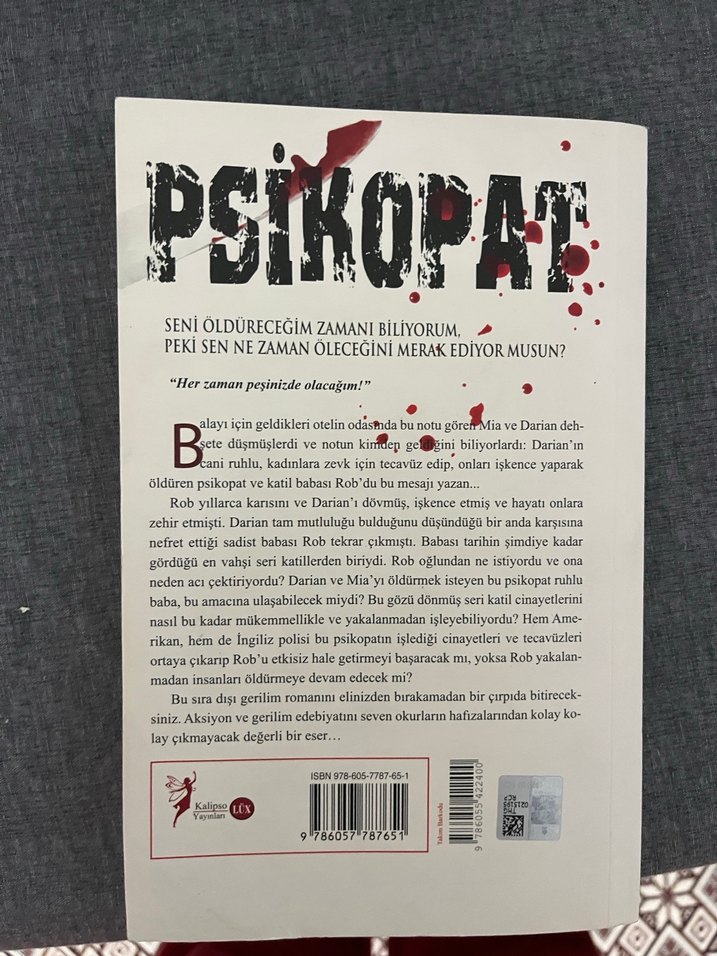 PSİKOPAT
SENİ ÖLDÜRECEĞİM ZAMANI BİLİYORUM,
PEKİ SEN NE ZAMAN ÖLECEĞİNİ MERAK EDİYOR MUSUN?
“Her zaman peşinizde olacağım!”
Balayı için geldikleri otelin odasında bu notu gören Mia ve Darian deh-
şete düşmüşlerdi ve notun kimden geldiğini biliyorlardı: Darian’ın
cani ruhlu, kadınlara zevk için tecavüz edip, onları işkence yaparak
öldüren psikopat ve katil babası Rob’du bu mesajı yazan...
Rob yıllarca karısını ve Darian’ı dövmüş, işkence etmiş ve hayatı onlara
zehir etmişti. Darian tam mutluluğu bulduğunu düşündüğü bir anda karşısına
nefret ettiği sadist babası Rob tekrar çıkmıştı. Babası tarihin şimdiye kadar
gördüğü en vahşi seri katillerden biriydi. Rob oğlundan ne istiyordu ve ona
neden acı çektiriyordu? Darian ve Mia’yı öldürmek isteyen bu psikopat ruhlu
baba, bu amacına ulaşabilecek miydi? Bu gözü dönmüş seri katil cinayetlerini
nasıl bu kadar mükemmellikle ve yakalanmadan işleyebiliyordu? Hem Ame-
rikan, hem de İngiliz polisi bu psikopatın işlediği cinayetleri ve tecavüzleri
ortaya çıkarıp Rob’u etkisiz hale getirmeyi başaracak mı, yoksa Rob yakalan-
madan insanları öldürmeye devam edecek mi?
Bu sıra dışı gerilim romanını elinizden bırakamadan bir çırpıda bitirecek-
siniz. Aksiyon ve gerilim edebiyatını seven okurların hafızalarından kolay ko-
lay çıkmayacak değerli bir eser…
Kalipso
Yayınları
LÜX
ISBN 978-605-7787-65-1
9 786057 787651
Takım Barkodu
9 786055 422400
THG
0215195